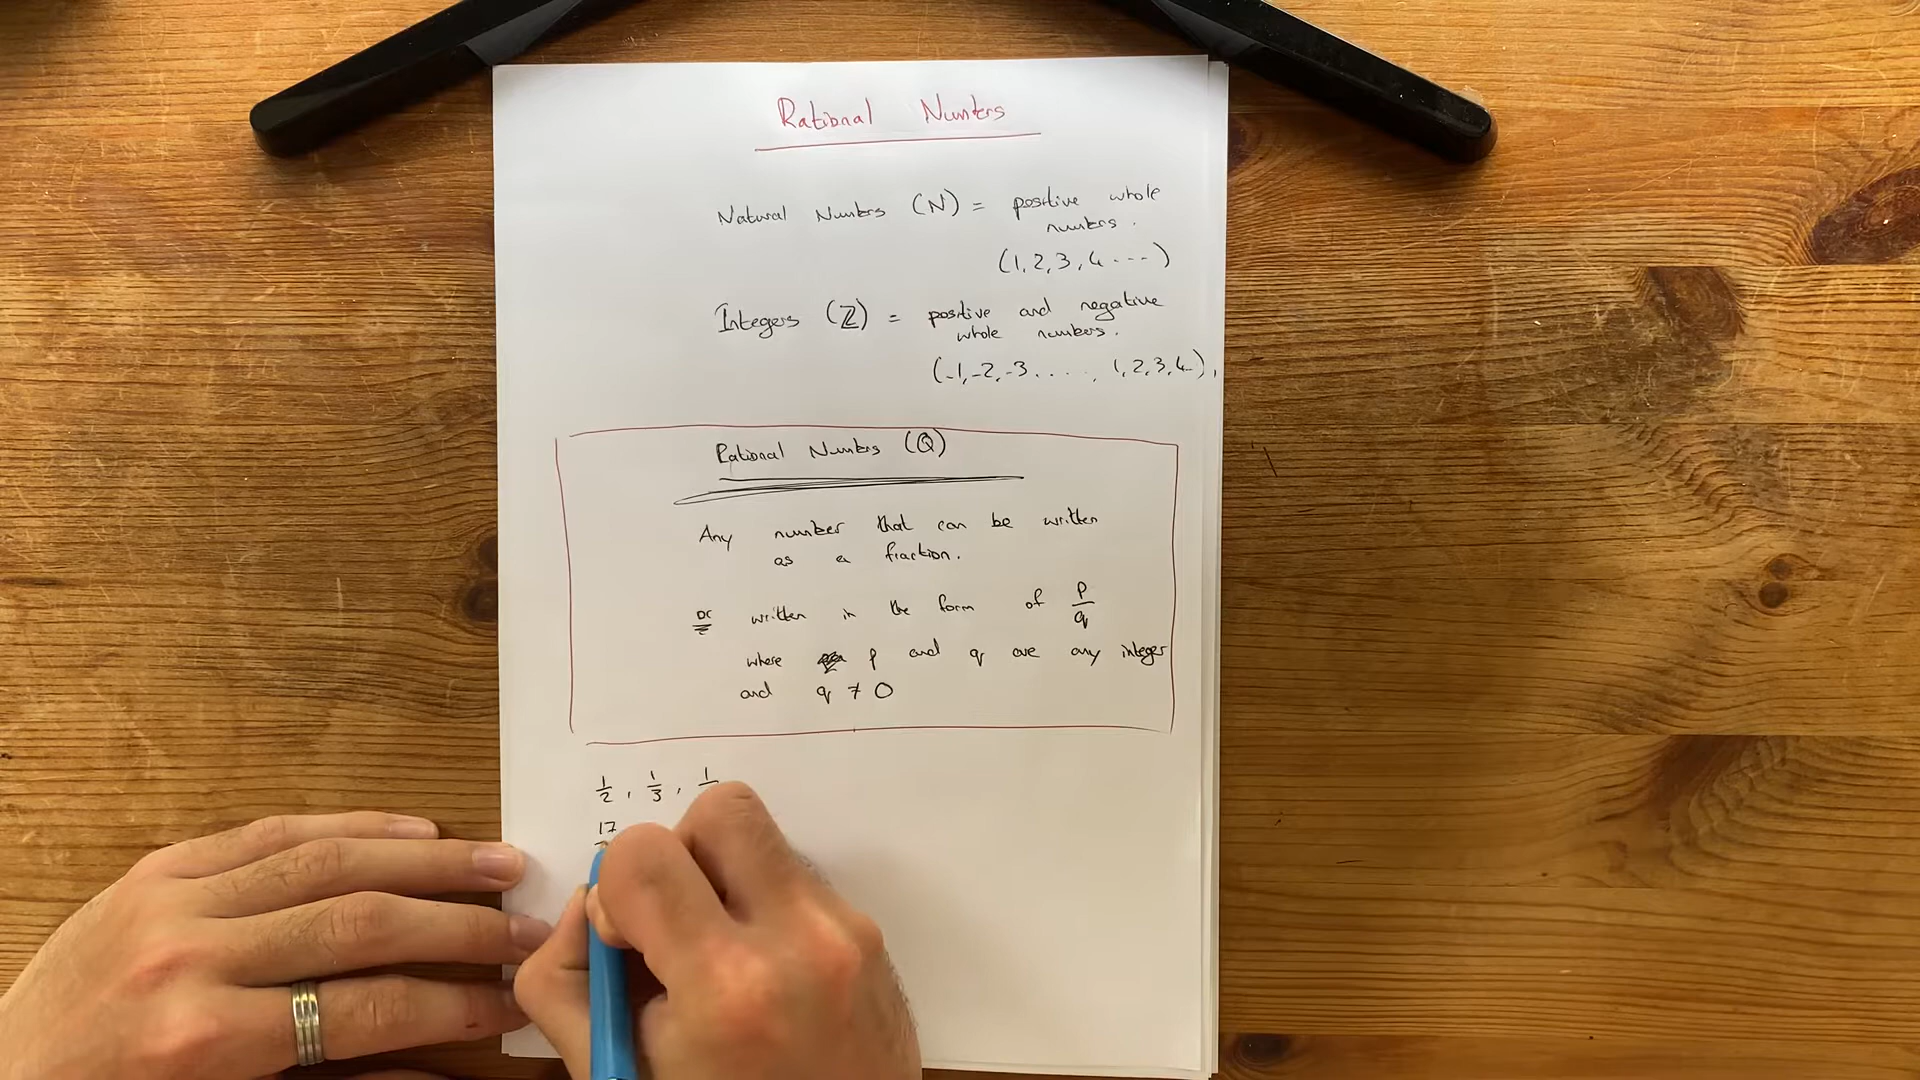 Rational Numbers
Natural Numbers (N) = positive whole
numbers.
(1, 2, 3, 4 ....)
Integers (ℤ) = positive and negative
whole numbers.
(-1, -2, -3 ...., 1, 2, 3, 4..),
Rational Numbers (ℚ)
Any number that can be written
as a fraction.
or written in the form of p/q
where p and q are any integer
and q ≠ 0
1/2, 1/3, 1
17